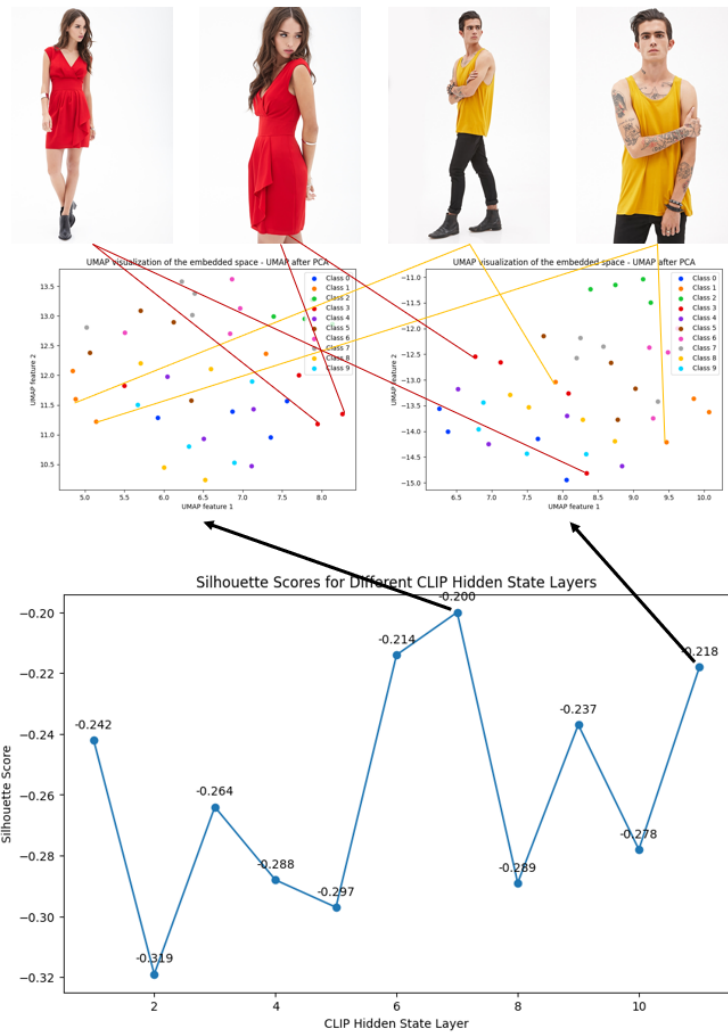 UMAP visualization of the embedded space - UMAP after PCA
UMAP feature 2
13.5
13.0
12.5
12.0
11.5
11.0
10.5
Class 0
Class 1
Class 2
Class 3
Class 4
Class 5
Class 6
Class 7
Class 8
Class 9
5.0 5.5 6.0 6.5 7.0 7.5 8.0
UMAP feature 1
UMAP visualization of the embedded space - UMAP after PCA
UMAP feature 2
−11.0
−11.5
−12.0
−12.5
−13.0
−13.5
−14.0
−14.5
−15.0
Class 0
Class 1
Class 2
Class 3
Class 4
Class 5
Class 6
Class 7
Class 8
Class 9
6.5 7.0 7.5 8.0 8.5 9.0 9.5 10.0
UMAP feature 1
Silhouette Scores for Different CLIP Hidden State Layers
Silhouette Score
−0.20
−0.22
−0.24
−0.26
−0.28
−0.30
−0.32
-0.242
-0.319
-0.264
-0.288
-0.297
-0.214
-0.200
-0.289
-0.237
-0.278
-0.218
2 4 6 8 10
CLIP Hidden State Layer